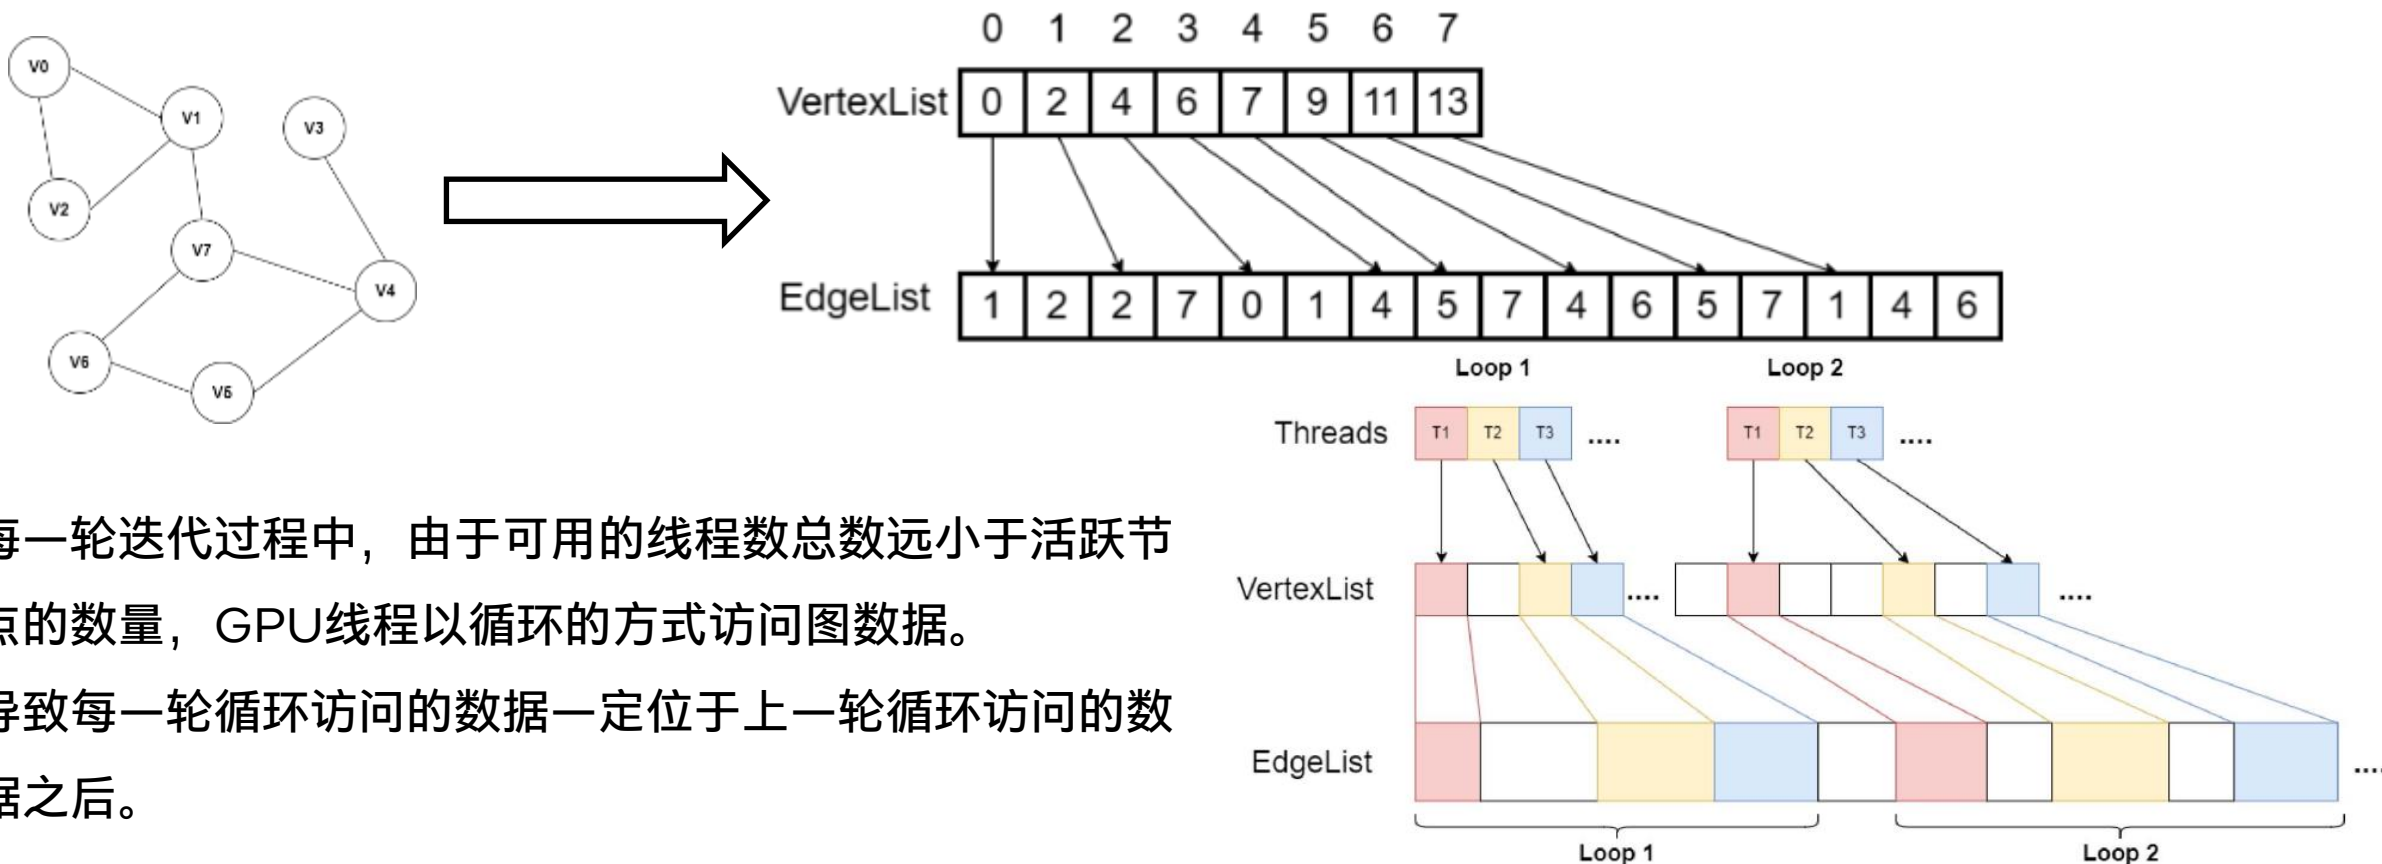 0 1 2 3 4 5 6 7
VertexList 0 2 4 6 7 9 11 13
EdgeList 1 2 2 7 0 1 4 5 7 4 6 5 7 1 4 6
V0
V1
V3
V2
V7
V4
V6
V5
每一轮迭代过程中，由于可用的线程数总数远小于活跃节
点的数量，GPU线程以循环的方式访问图数据。
导致每一轮循环访问的数据一定位于上一轮循环访问的数
据之后。
Loop 1 Loop 2
Threads T1 T2 T3 .... T1 T2 T3 ....
VertexList .... ....
EdgeList ....
Loop 1 Loop 2